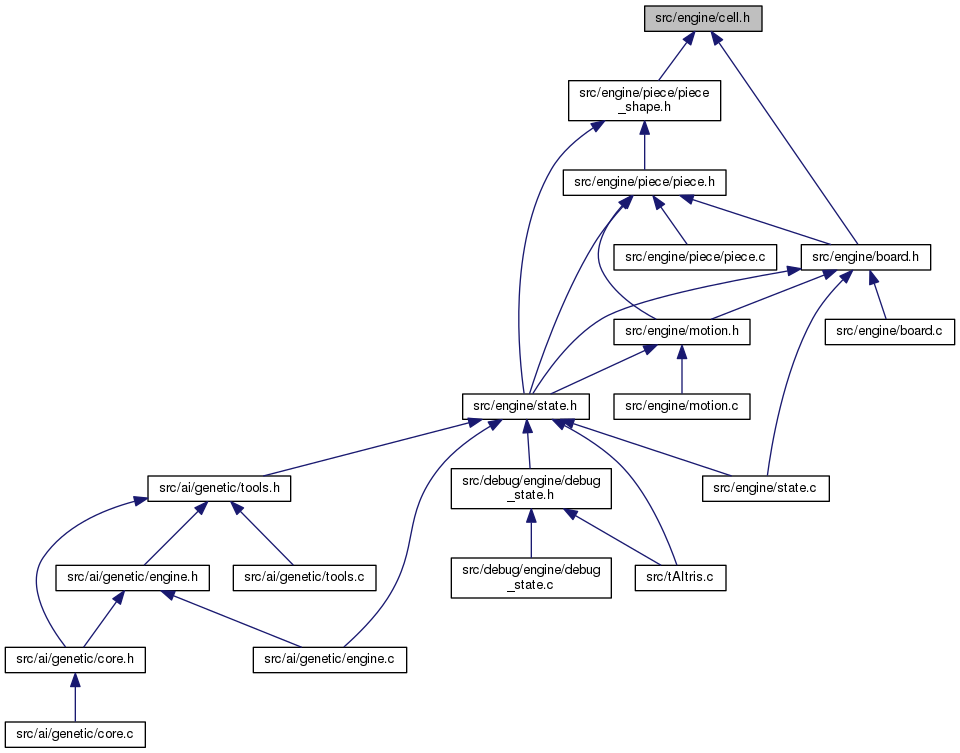 src/engine/cell.h
src/engine/piece/piece
_shape.h
src/engine/piece/piece.h
src/engine/piece/piece.c
src/engine/board.h
src/engine/motion.h
src/engine/board.c
src/engine/state.h
src/engine/motion.c
src/ai/genetic/tools.h
src/debug/engine/debug
_state.h
src/engine/state.c
src/ai/genetic/engine.h
src/ai/genetic/tools.c
src/debug/engine/debug
_state.c
src/tAltris.c
src/ai/genetic/core.h
src/ai/genetic/engine.c
src/ai/genetic/core.c